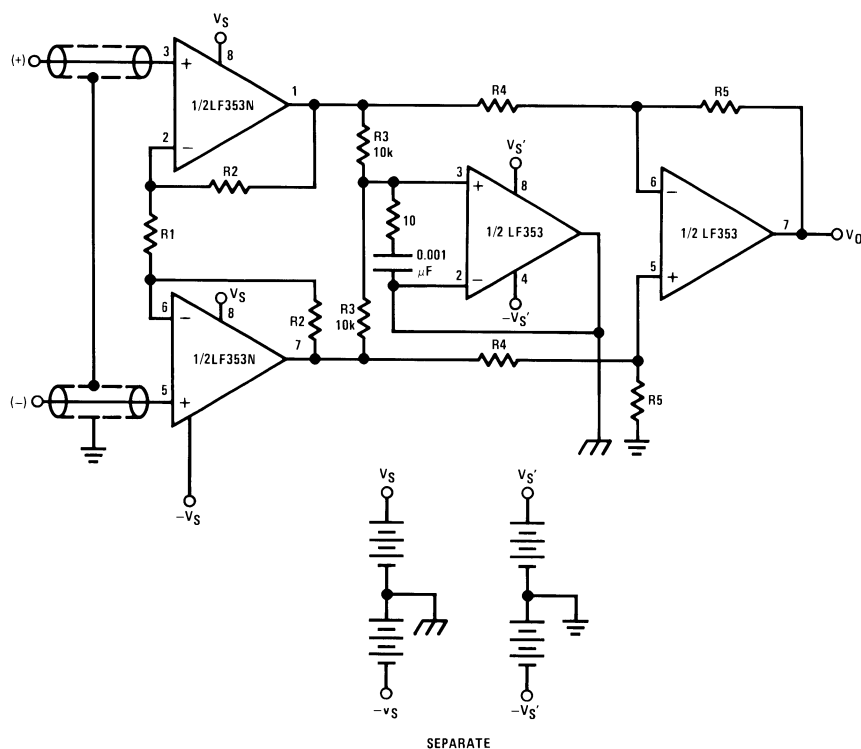 VS
(+)
3
+
8
1/2LF353N
1
2
−
R2
R1
R3
10k
R4
R5
VS'
3
+
8
10
1/2 LF353
0.001
µF
2
−
4
−VS'
6
−
1/2 LF353
7
VO
5
+
VS
6
−
8
R2
1/2LF353N
7
R3
10k
R4
(−)
5
+
R5
−VS
VS
VS'
−vS
−VS'
SEPARATE